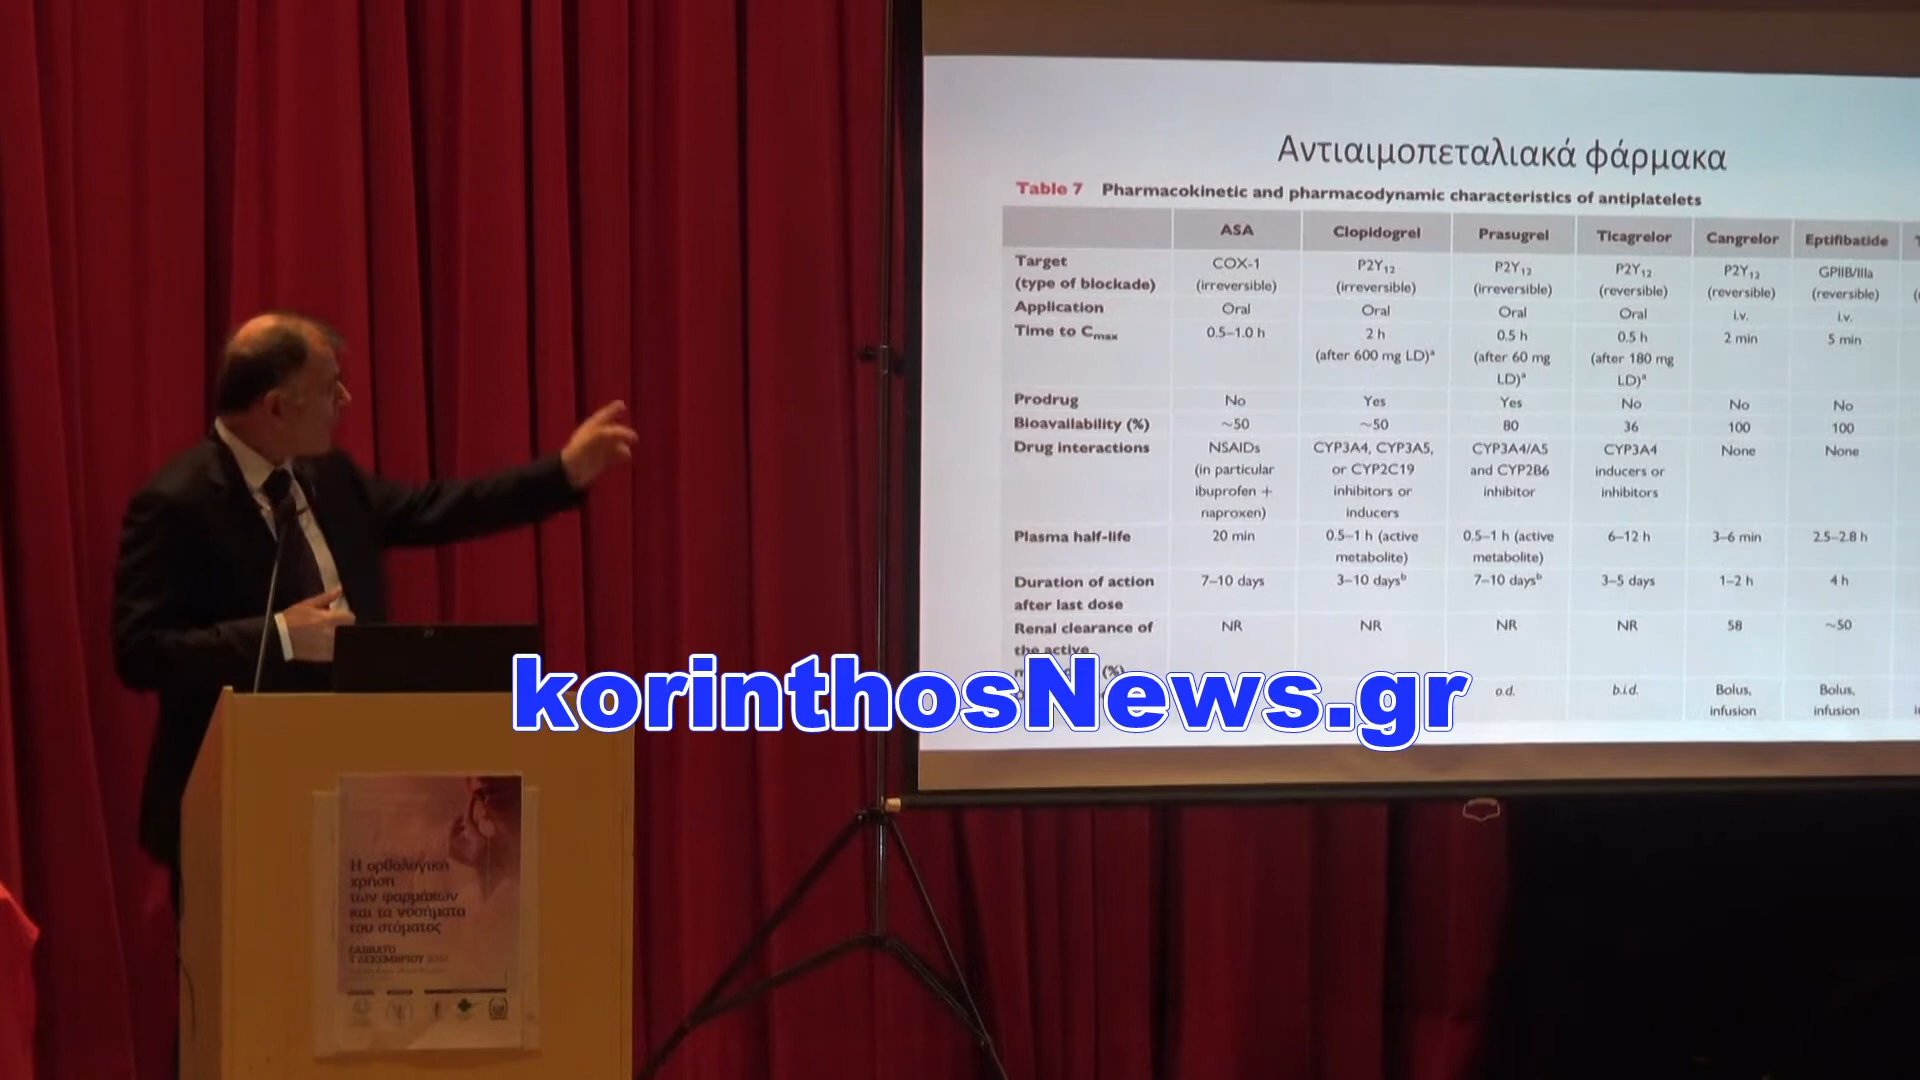 Αντιαιμοπεταλιακά φάρμακα
Table 7 Pharmacokinetic and pharmacodynamic characteristics of antiplatelets
ASA Clopidogrel Prasugrel Ticagrelor Cangrelor Eptifibatide
Target COX-1 P2Y12 P2Y12 P2Y12 P2Y12 GPIIB/IIIa
(type of blockade) (irreversible) (irreversible) (irreversible) (reversible) (reversible) (reversible)
Application Oral Oral Oral Oral i.v. i.v.
Time to Cmax 0.5–1.0 h 2 h 0.5 h 0.5 h 2 min 5 min
(after 600 mg LD)a (after 60 mg (after 180 mg
LD)a LD)a
Prodrug No Yes Yes No No No
Bioavailability (%) ~50 ~50 80 36 100 100
Drug interactions NSAIDs CYP3A4, CYP3A5, CYP3A4/A5 CYP3A4 None None
(in particular or CYP2C19 and CYP2B6 inducers or
ibuprofen + inhibitors or inhibitor inhibitors
naproxen) inducers
Plasma half-life 20 min 0.5–1 h (active 0.5–1 h (active 6–12 h 3–6 min 2.5–2.8 h
metabolite) metabolite)
Duration of action 7–10 days 3–10 daysb 7–10 daysb 3–5 days 1–2 h 4 h
after last dose
Renal clearance of NR NR NR NR 58 ~50
the active
(%)
o.d. b.i.d. Bolus, Bolus,
infusion infusion
korinthosNews.gr
Η ορθολογική
χρήση
των φαρμάκων
και τα νοσήματα
του στόματος
ΣΑΒΒΑΤΟ
ΔΕΚΕΜΒΡΙΟΥ